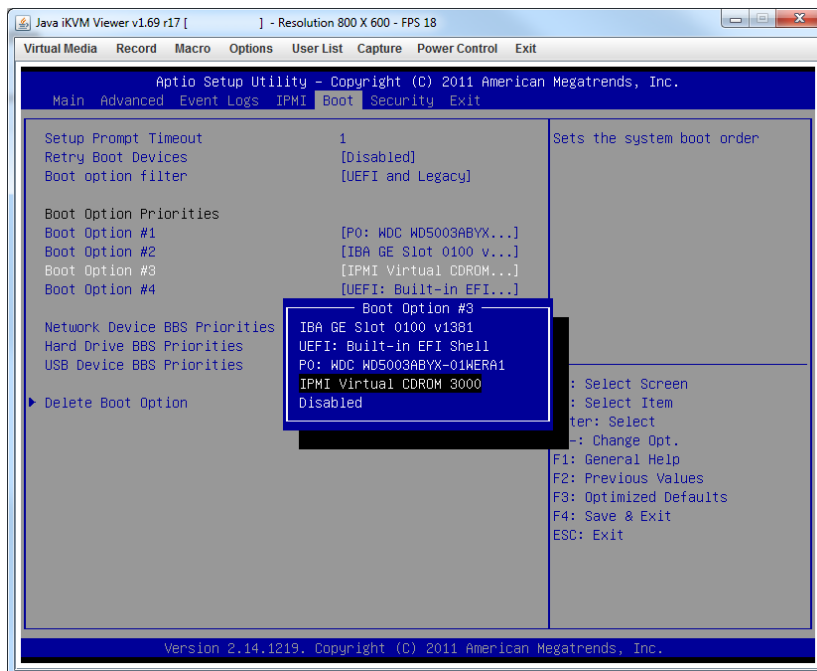 Java iKVM Viewer v1.69 r17 [ ] - Resolution 800 X 600 - FPS 18
Virtual Media Record Macro Options User List Capture Power Control Exit
Aptio Setup Utility – Copyright (C) 2011 American Megatrends, Inc.
Main Advanced Event Logs IPMI Boot Security Exit
Setup Prompt Timeout 1
Retry Boot Devices [Disabled]
Boot option filter [UEFI and Legacy]
Boot Option Priorities
Boot Option #1 [P0: WDC WD5003ABYX...]
Boot Option #2 [IBA GE Slot 0100 v...]
Boot Option #3 [IPMI Virtual CDROM...]
Boot Option #4 [UEFI: Built-in EFI...]
Network Device BBS Priorities
Hard Drive BBS Priorities
USB Device BBS Priorities
Delete Boot Option
Boot Option #3
IBA GE Slot 0100 v1381
UEFI: Built-in EFI Shell
P0: WDC WD5003ABYX-01WERA1
IPMI Virtual CDROM 3000
Disabled
Sets the system boot order
: Select Screen
: Select Item
ter: Select
-: Change Opt.
F1: General Help
F2: Previous Values
F3: Optimized Defaults
F4: Save & Exit
ESC: Exit
Version 2.14.1219. Copyright (C) 2011 American Megatrends, Inc.